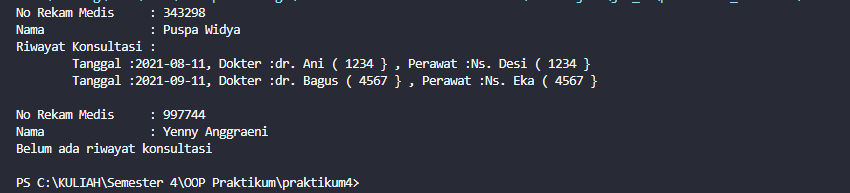 No Rekam Medis : 343298
Nama : Puspa Widya
Riwayat Konsultasi :
Tanggal :2021-08-11, Dokter :dr. Ani ( 1234 } , Perawat :Ns. Desi ( 1234 }
Tanggal :2021-09-11, Dokter :dr. Bagus ( 4567 } , Perawat :Ns. Eka ( 4567 }
No Rekam Medis : 997744
Nama : Yenny Anggraeni
Belum ada riwayat konsultasi
PS C:\KULIAH\Semester 4\OOP Praktikum\praktikum4>